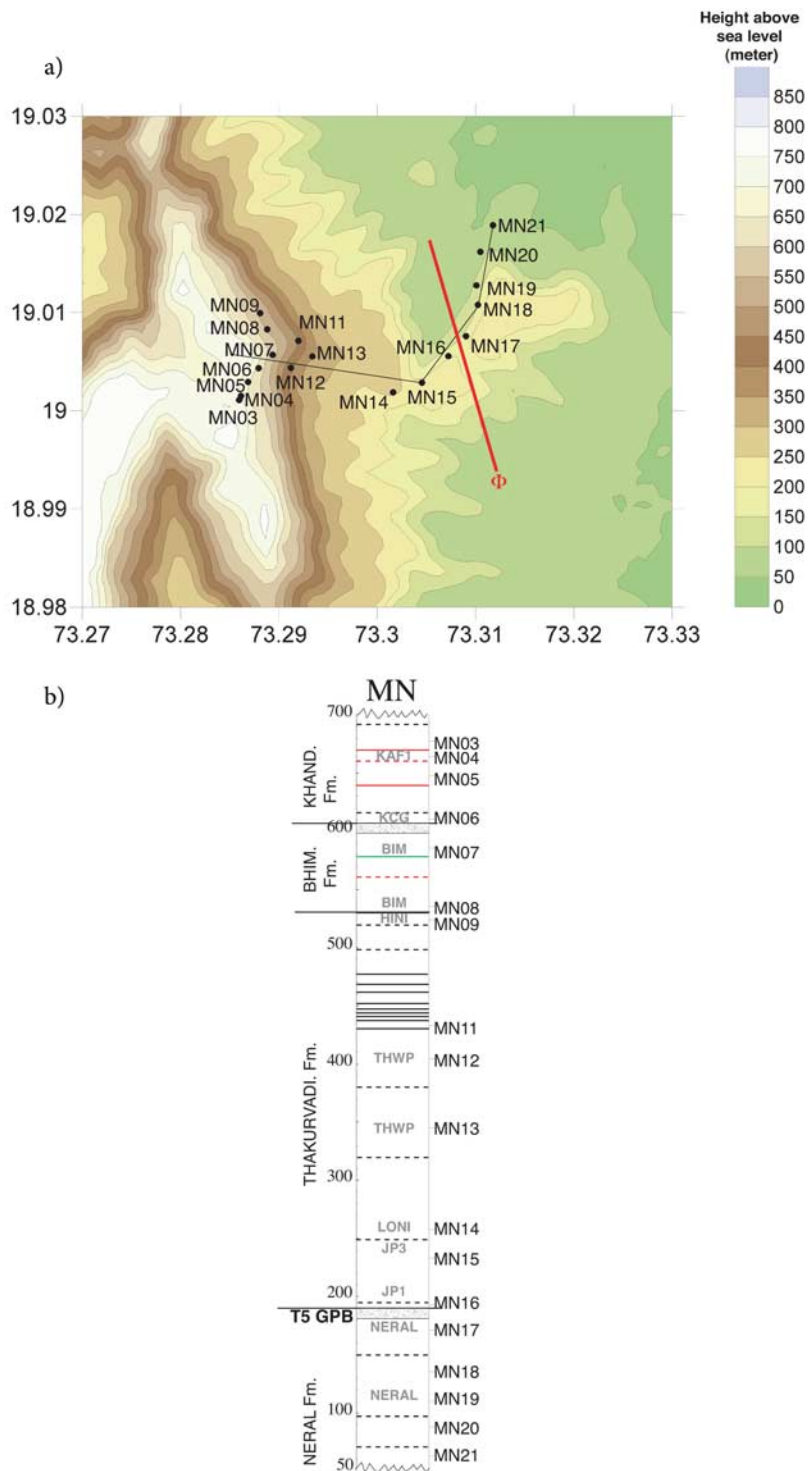 Height above
sea level
(meter)
a)
850
800
750
700
650
600
550
500
450
400
350
300
250
200
150
100
50
0
19.03
19.02
19.01
19
18.99
18.98
73.27
73.28
73.29
73.3
73.31
73.32
73.33
MN21
MN20
MN19
MN18
MN17
MN16
MN15
MN14
MN13
MN12
MN11
MN09
MN08
MN07
MN06
MN05
MN04
MN03
Φ
b)
MN
700
600
500
400
300
200
100
50
KHAND.
Fm.
BHIM.
Fm.
THAKURVADI. Fm.
T5 GPB
NERAL Fm.
KAF1
KCG
BIM
BIM
HINI
THWP
THWP
LONI
JP3
JP1
NERAL
NERAL
MN03
MN04
MN05
MN06
MN07
MN08
MN09
MN11
MN12
MN13
MN14
MN15
MN16
MN17
MN18
MN19
MN20
MN21